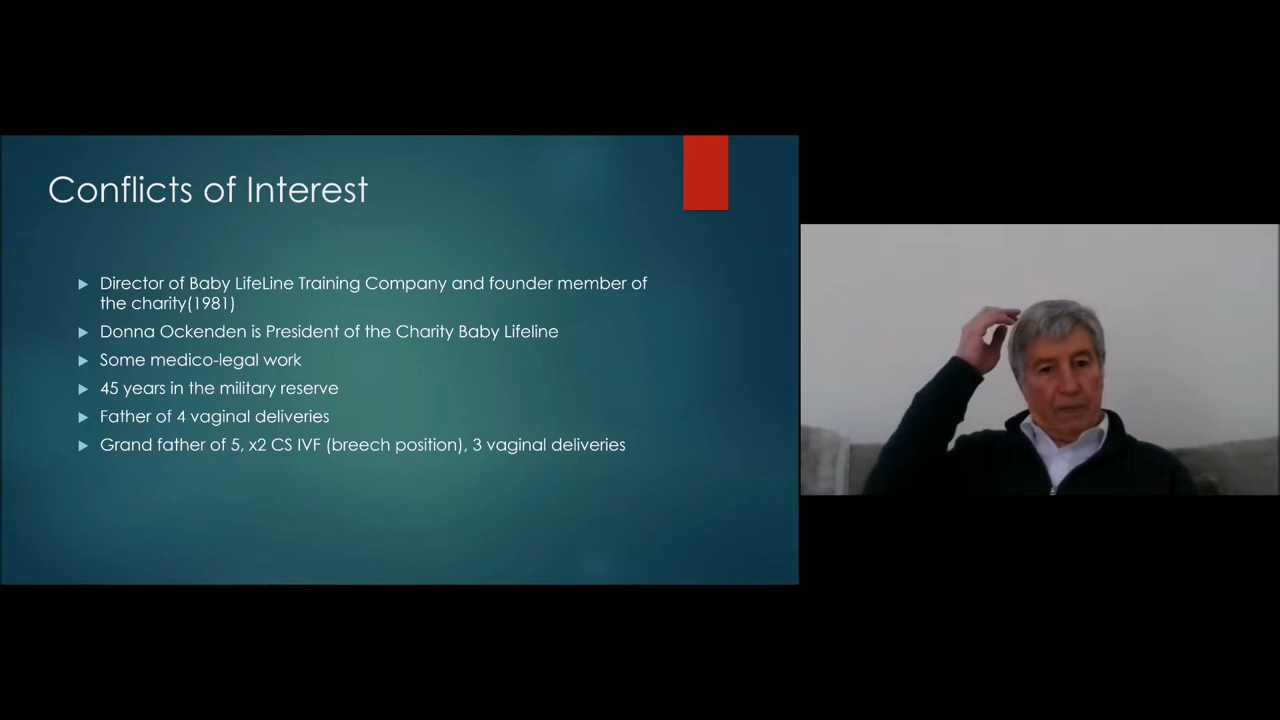 Conflicts of Interest
Director of Baby LifeLine Training Company and founder member of
the charity(1981)
Donna Ockenden is President of the Charity Baby Lifeline
Some medico-legal work
45 years in the military reserve
Father of 4 vaginal deliveries
Grand father of 5, x2 CS IVF (breech position), 3 vaginal deliveries